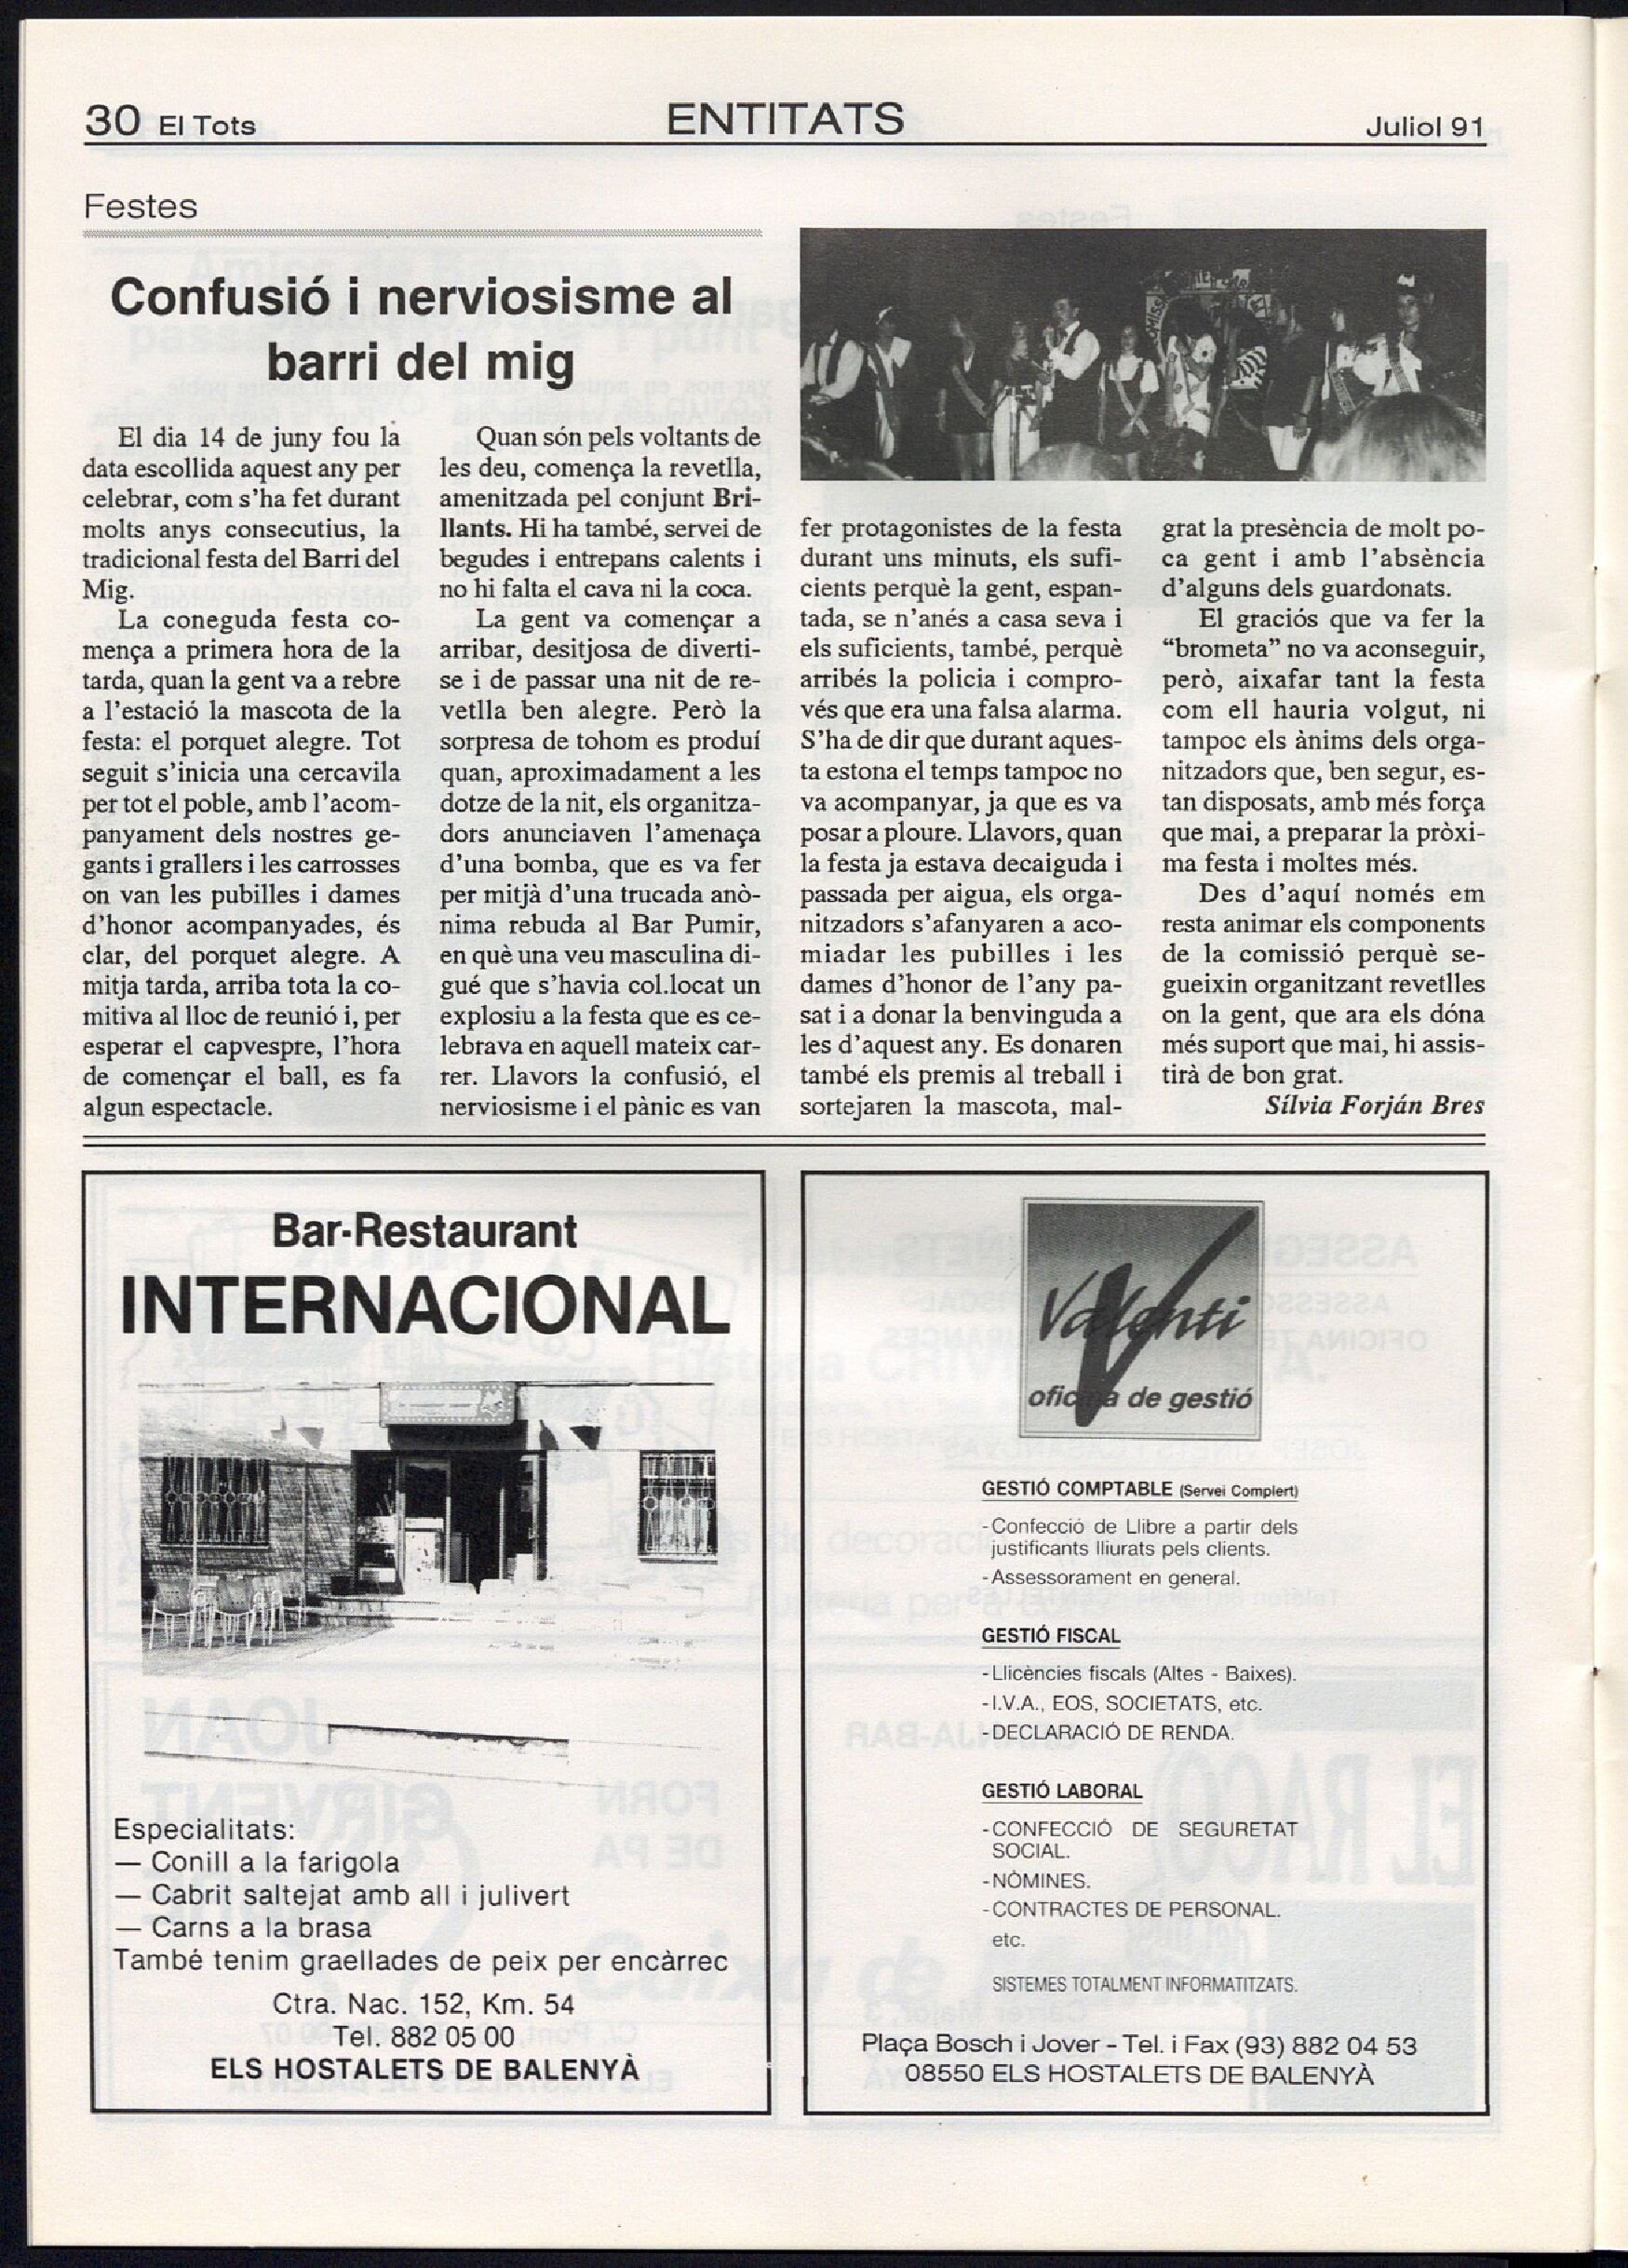 30 El Tots
ENTITATS
Juliol 91
Festes
Confusió i nerviosisme al
barri del mig
El dia 14 de juny fou la
data escollida aquest any per
celebrar, com s'ha fet durant
molts anys consecutius, la
tradicional festa del Barri del
Mig.
La coneguda festa co-
mença a primera hora de la
tarda, quan la gent va a rebre
a l'estació la mascota de la
festa: el porquet alegre. Tot
seguit s'inicia una cercavila
per tot el poble, amb l'acom-
panyament dels nostres ge-
gants i grallers i les carrosses
on van les pubilles i dames
d'honor acompanyades, és
clar, del porquet alegre. A
mitja tarda, arriba tota la co-
mitiva al lloc de reunió i, per
esperar el capvespre, l'hora
de començar el ball, es fa
algun espectacle.
Quan són pels voltants de
les deu, comença la revetlla,
amenitzada pel conjunt Bri-
llants. Hi ha també, servei de
begudes i entrepans calents i
no hi falta el cava ni la coca.
La gent va començar a
arribar, desitjosa de diverti-
se i de passar una nit de re-
vetlla ben alegre. Però la
sorpresa de tohom es produí
quan, aproximadament a les
dotze de la nit, els organitza-
dors anunciaven l'amenaça
d'una bomba, que es va fer
per mitjà d'una trucada anò-
nima rebuda al Bar Pumir,
en què una veu masculina di-
gué que s'havia col.locat un
explosiu a la festa que es ce-
lebrava en aquell mateix car-
rer. Llavors la confusió, el
nerviosisme i el pànic es van
fer protagonistes de la festa
durant uns minuts, els sufi-
cients perquè la gent, espan-
tada, se n'anés a casa seva i
els suficients, també, perquè
arribés la policia i compro-
vés que era una falsa alarma.
S'ha de dir que durant aques-
ta estona el temps tampoc no
va acompanyar, ja que es va
posar a ploure. Llavors, quan
la festa ja estava decaiguda i
passada per aigua, els orga-
nitzadors s'afanyaren a aco-
miadar les pubilles i les
dames d'honor de l'any pa-
sat i a donar la benvinguda a
les d'aquest any. Es donaren
també els premis al treball i
sortejaren la mascota, mal-
grat la presència de molt po-
ca gent i amb l'absència
d'alguns dels guardonats.
El graciós que va fer la
“brometa” no va aconseguir,
però, aixafar tant la festa
com ell hauria volgut, ni
tampoc els ànims dels orga-
nitzadors que, ben segur, es-
tan disposats, amb més força
que mai, a preparar la pròxi-
ma festa i moltes més.
Des d'aquí només em
resta animar els components
de la comissió perquè se-
gueixin organitzant revetlles
on la gent, que ara els dóna
més suport que mai, hi assis-
tirà de bon grat.
Sílvia Forján Bres
Bar-Restaurant
INTERNACIONAL
Especialitats:
— Conill a la farigola
— Cabrit saltejat amb all i julivert
— Carns a la brasa
També tenim graellades de peix per encàrrec
Ctra. Nac. 152, Km. 54
Tel. 882 05 00
ELS HOSTALETS DE BALENYÀ
Valenti
oficina de gestió
GESTIÓ COMPTABLE (Servei Complert)
-Confecció de Llibre a partir dels
justificants lliurats pels clients.
-Assessorament en general.
GESTIÓ FISCAL
-Llicències fiscals (Altes - Baixes).
-I.V.A., EOS, SOCIETATS, etc.
-DECLARACIÓ DE RENDA.
GESTIÓ LABORAL
-CONFECCIÓ DE SEGURETAT
SOCIAL.
-NÒMINES.
-CONTRACTES DE PERSONAL.
etc.
SISTEMES TOTALMENT INFORMATITZATS.
Plaça Bosch i Jover - Tel. i Fax (93) 882 04 53
08550 ELS HOSTALETS DE BALENYÀ